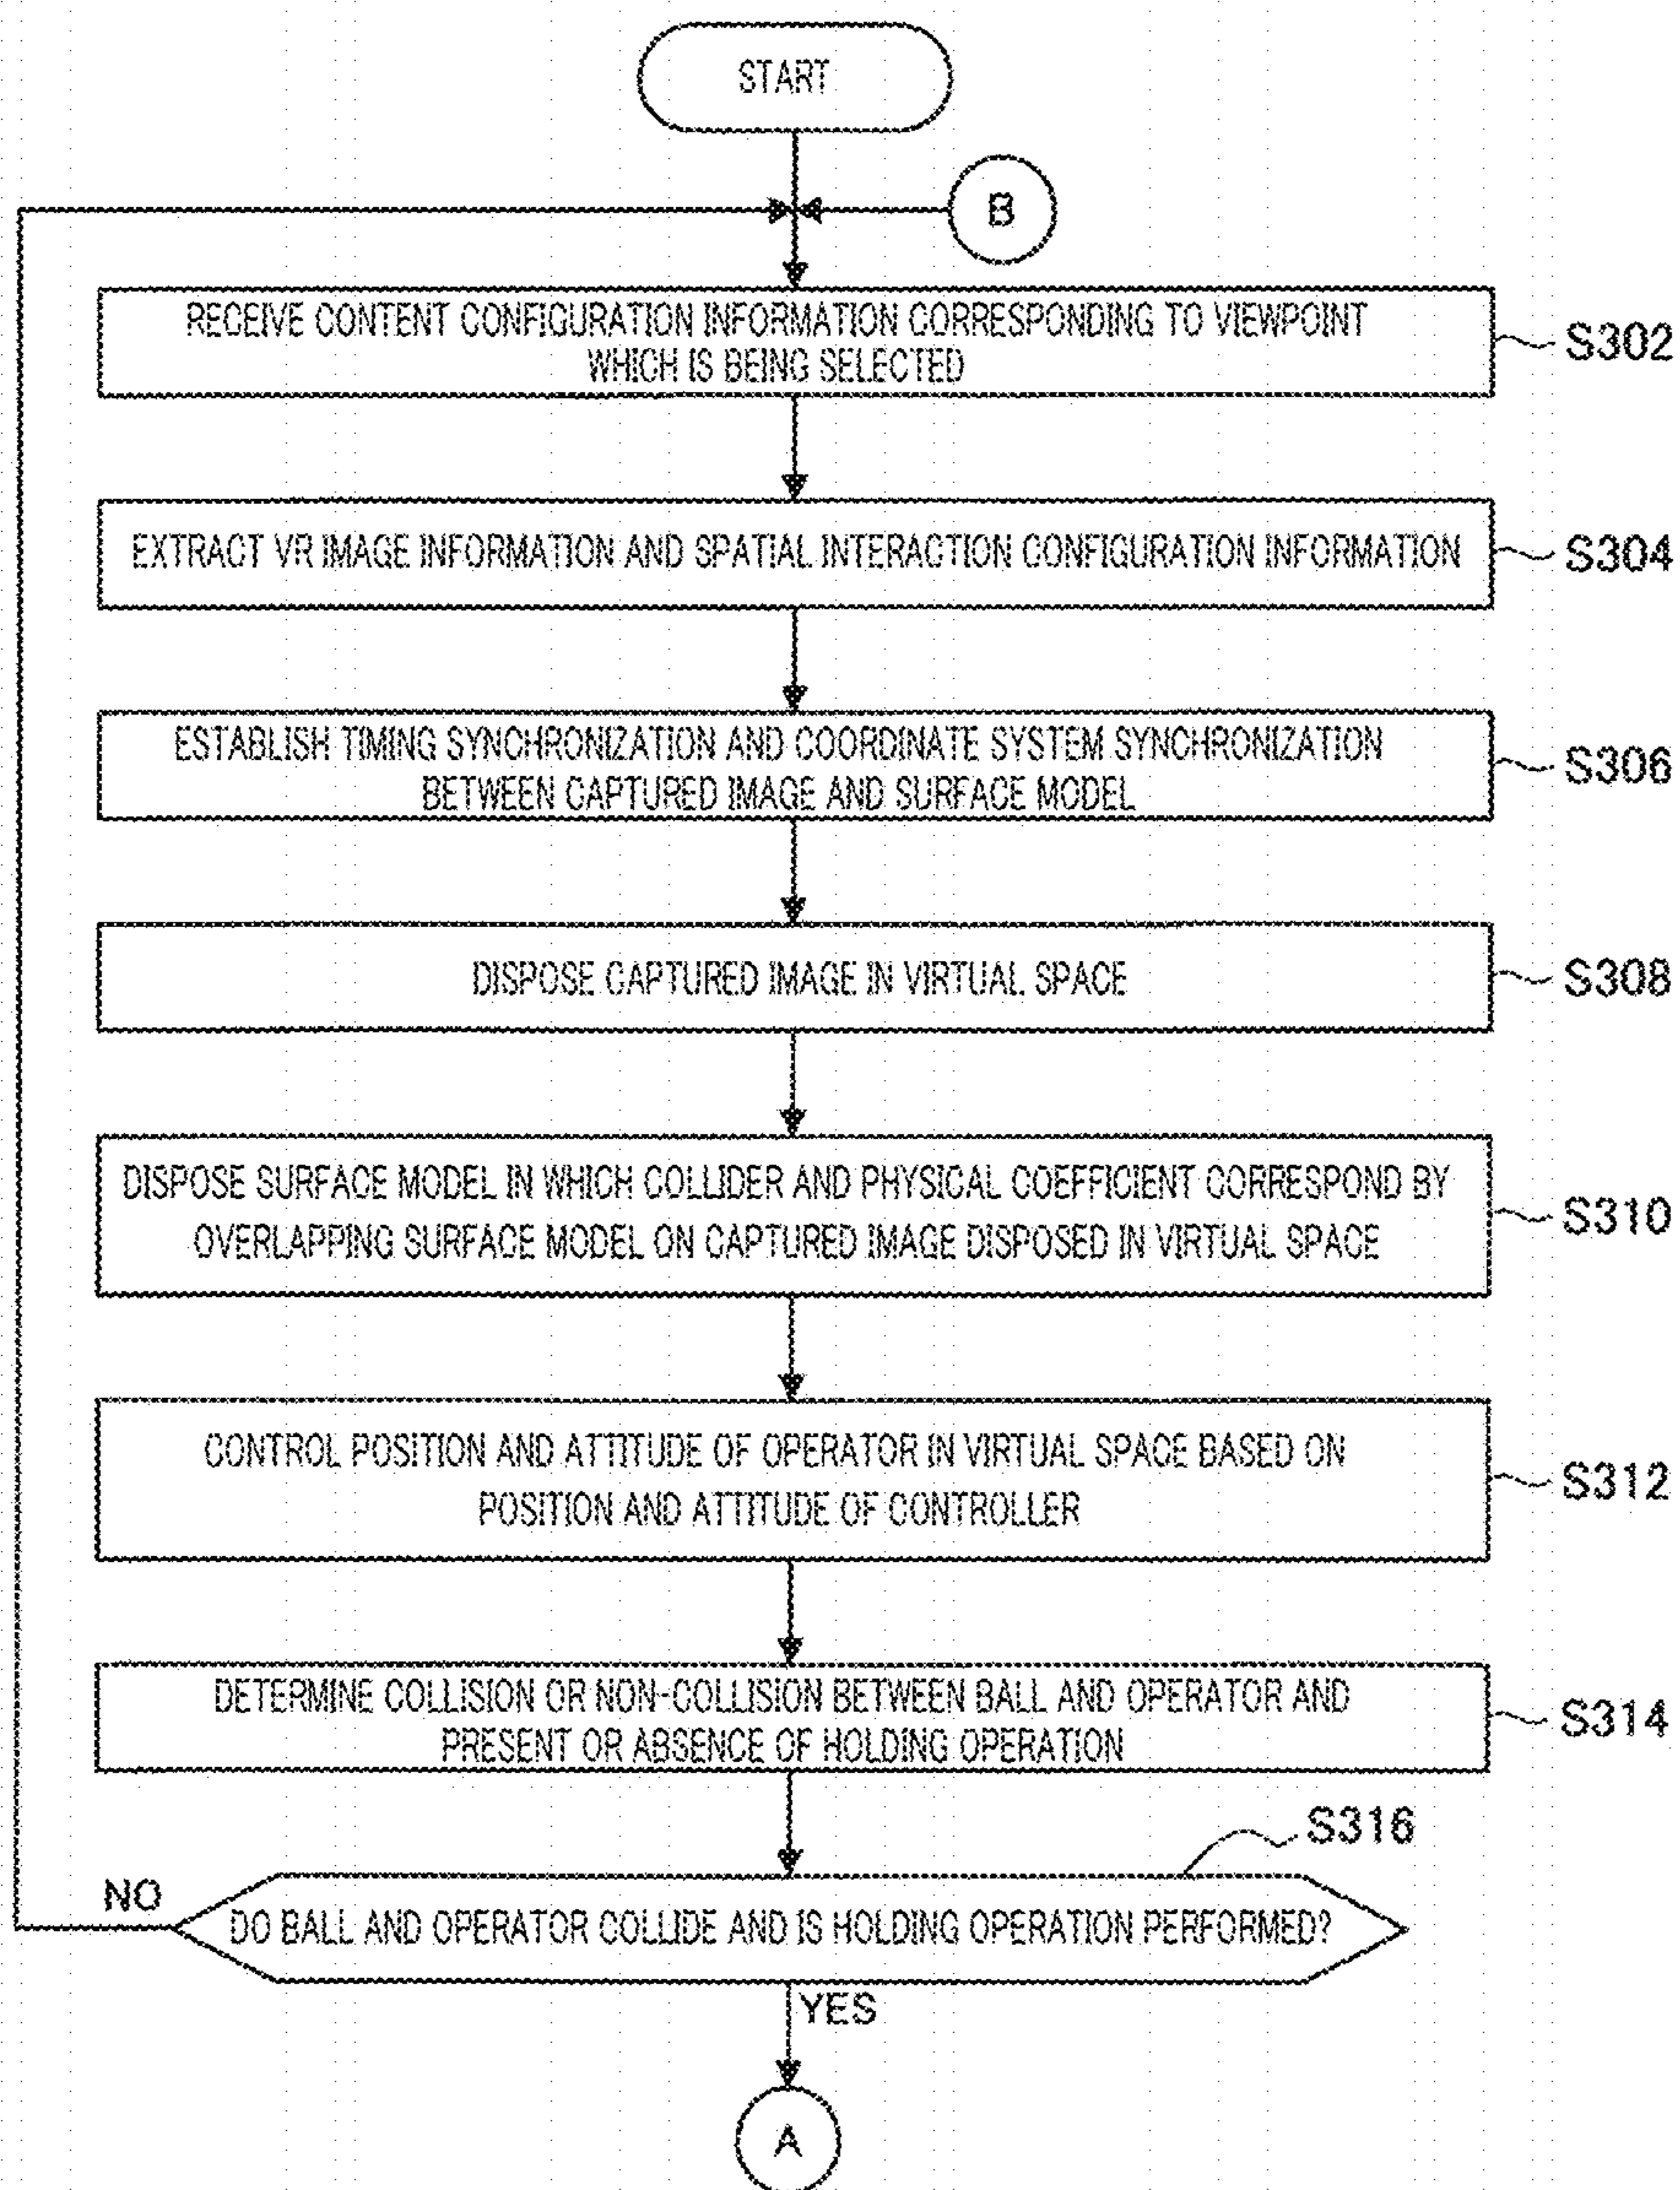 START
B
RECEIVE CONTENT CONFIGURATION INFORMATION CORRESPONDING TO VIEWPOINT
WHICH IS BEING SELECTED
S302
EXTRACT VR IMAGE INFORMATION AND SPATIAL INTERACTION CONFIGURATION INFORMATION
S304
ESTABLISH TIMING SYNCHRONIZATION AND COORDINATE SYSTEM SYNCHRONIZATION
BETWEEN CAPTURED IMAGE AND SURFACE MODEL
S306
DISPOSE CAPTURED IMAGE IN VIRTUAL SPACE
S308
DISPOSE SURFACE MODEL IN WHICH COLLIDER AND PHYSICAL COEFFICIENT CORRESPOND BY
OVERLAPPING SURFACE MODEL ON CAPTURED IMAGE DISPOSED IN VIRTUAL SPACE
S310
CONTROL POSITION AND ATTITUDE OF OPERATOR IN VIRTUAL SPACE BASED ON
POSITION AND ATTITUDE OF CONTROLLER
S312
DETERMINE COLLISION OR NON-COLLISION BETWEEN BALL AND OPERATOR AND
PRESENT OR ABSENCE OF HOLDING OPERATION
S314
S316
NO
DO BALL AND OPERATOR COLLIDE AND IS HOLDING OPERATION PERFORMED?
YES
A